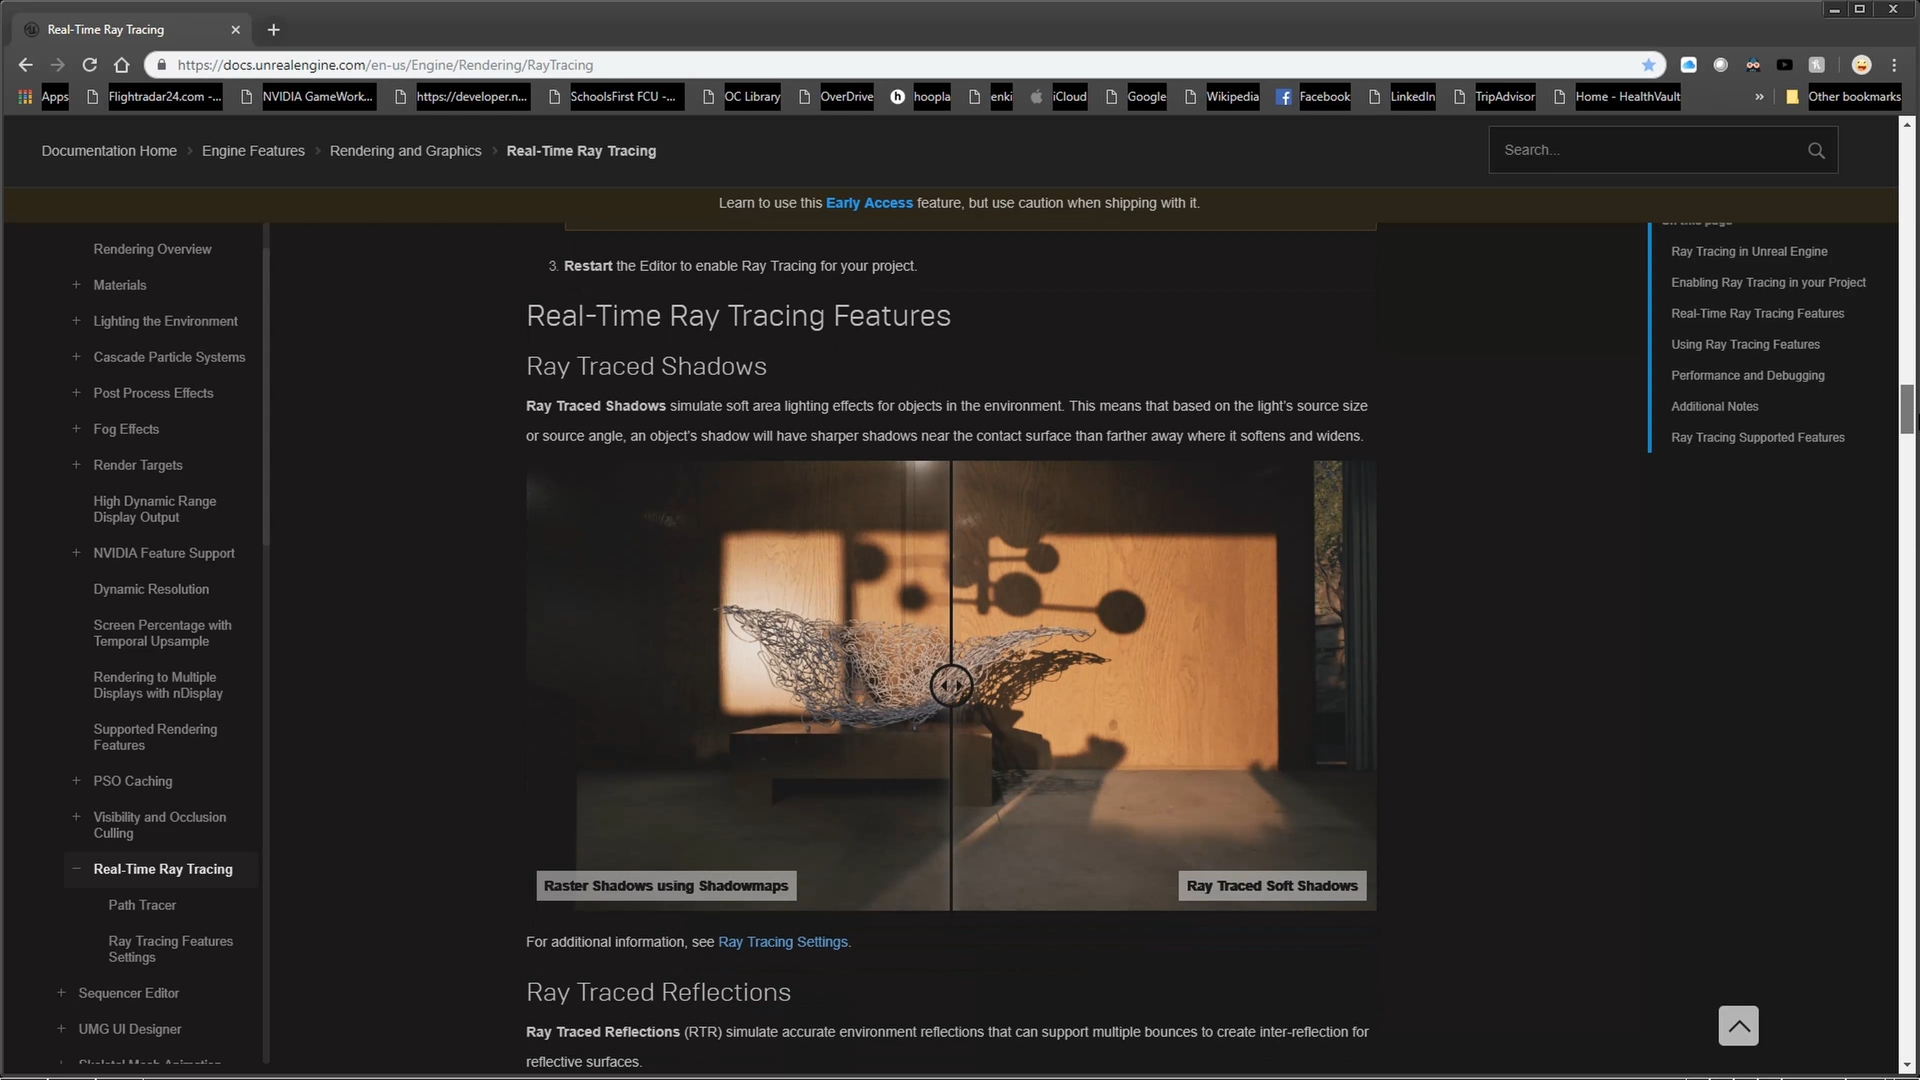 Real-Time Ray Tracing
https://docs.unrealengine.com/en-us/Engine/Rendering/RayTracing
Apps
Flightradar24.com -...
NVIDIA GameWork...
https://developer.n...
SchoolsFirst FCU -...
OC Library
OverDrive
hoopla
enki
iCloud
Google
Wikipedia
Facebook
LinkedIn
TripAdvisor
Home - HealthVault
»
Other bookmarks
Documentation Home > Engine Features > Rendering and Graphics > Real-Time Ray Tracing
Search...
Learn to use this Early Access feature, but use caution when shipping with it.
Rendering Overview
+ Materials
+ Lighting the Environment
+ Cascade Particle Systems
+ Post Process Effects
+ Fog Effects
+ Render Targets
High Dynamic Range
Display Output
+ NVIDIA Feature Support
Dynamic Resolution
Screen Percentage with
Temporal Upsample
Rendering to Multiple
Displays with nDisplay
Supported Rendering
Features
+ PSO Caching
+ Visibility and Occlusion
Culling
− Real-Time Ray Tracing
Path Tracer
Ray Tracing Features
Settings
+ Sequencer Editor
+ UMG UI Designer
3. Restart the Editor to enable Ray Tracing for your project.
Real-Time Ray Tracing Features
Ray Traced Shadows
Ray Traced Shadows simulate soft area lighting effects for objects in the environment. This means that based on the light's source size
or source angle, an object's shadow will have sharper shadows near the contact surface than farther away where it softens and widens.
Raster Shadows using Shadowmaps
Ray Traced Soft Shadows
For additional information, see Ray Tracing Settings.
Ray Traced Reflections
Ray Traced Reflections (RTR) simulate accurate environment reflections that can support multiple bounces to create inter-reflection for
reflective surfaces.
Ray Tracing in Unreal Engine
Enabling Ray Tracing in your Project
Real-Time Ray Tracing Features
Using Ray Tracing Features
Performance and Debugging
Additional Notes
Ray Tracing Supported Features